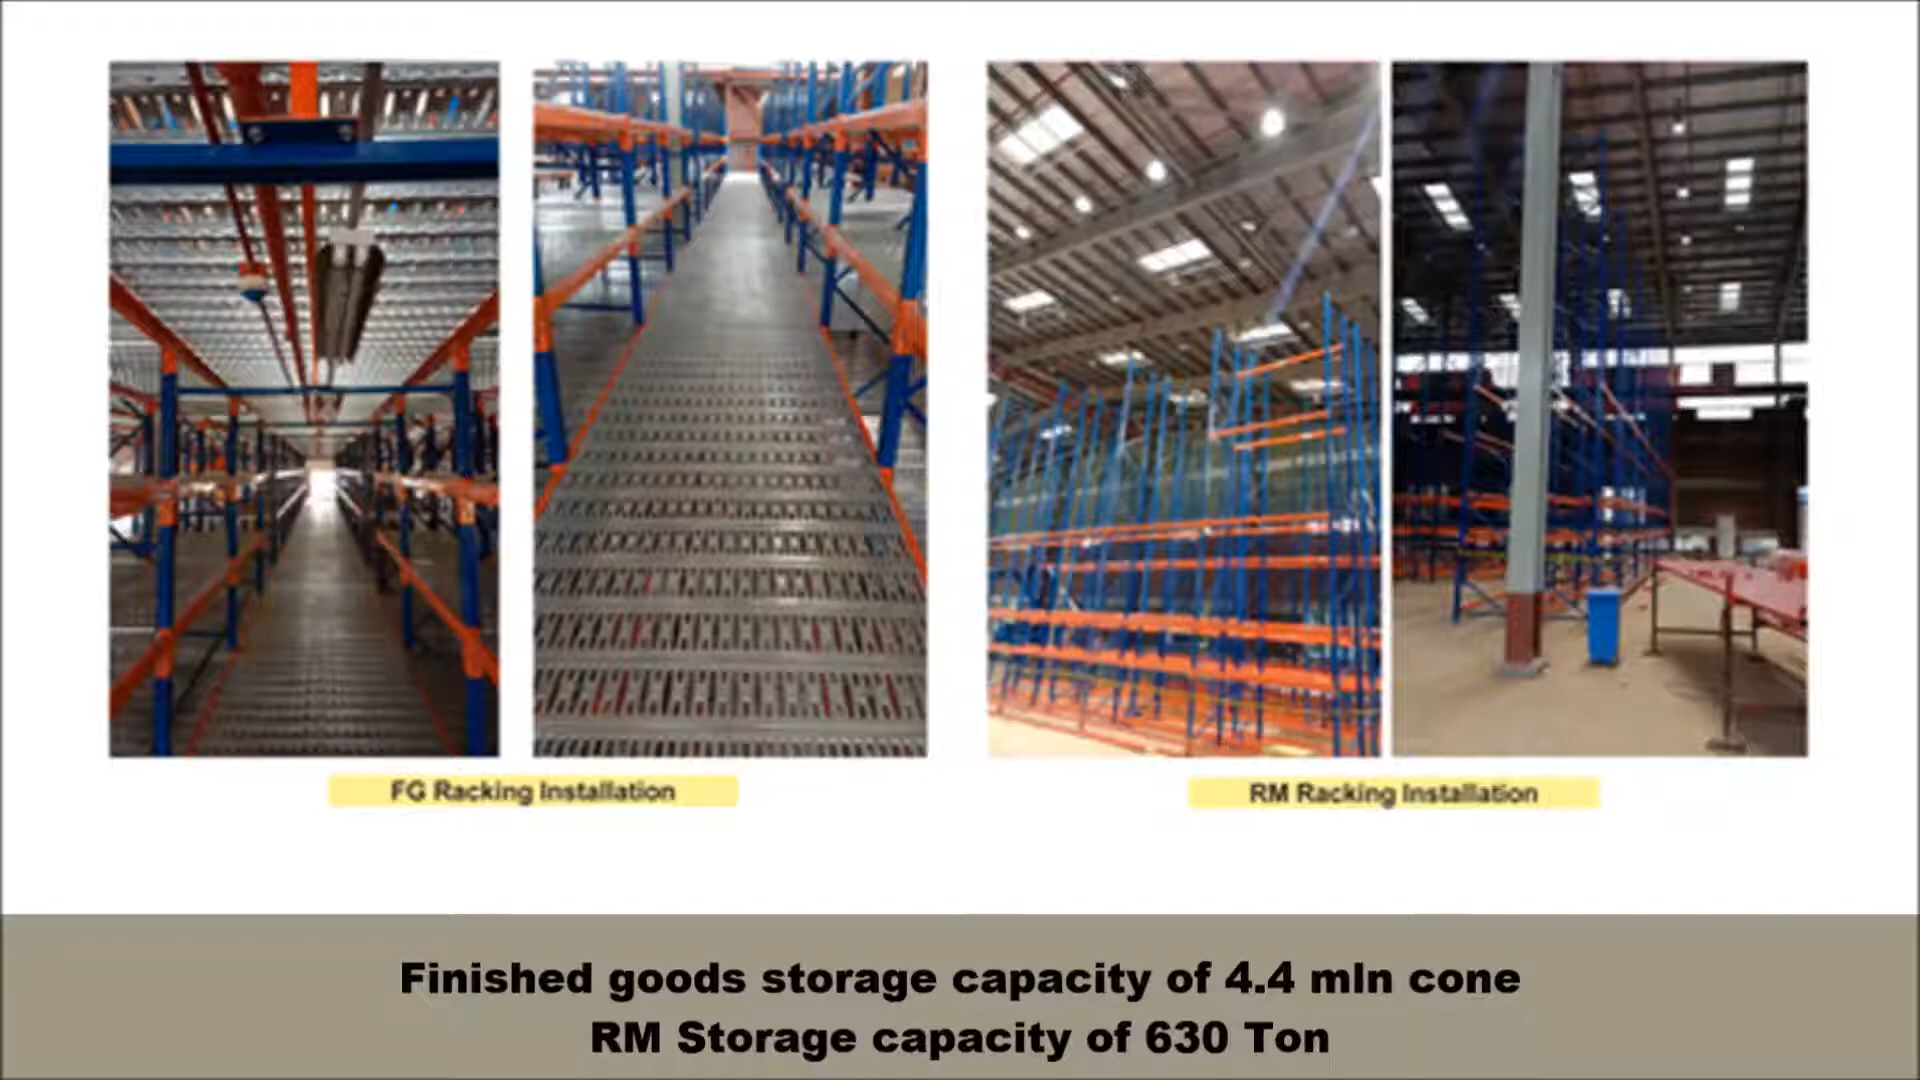 FG Racking Installation
RM Racking Installation
Finished goods storage capacity of 4.4 mln cone
RM Storage capacity of 630 Ton